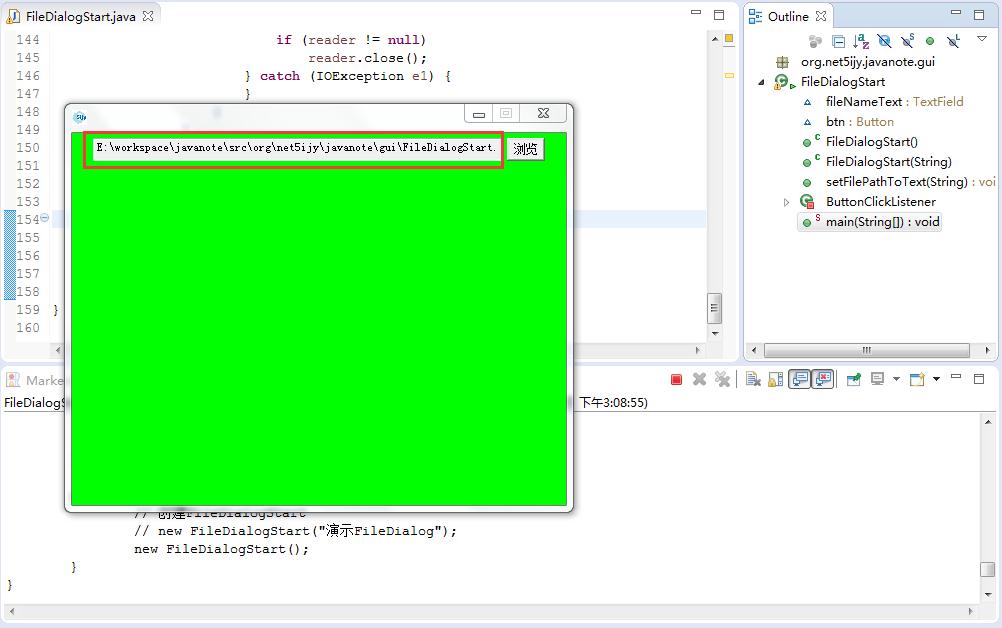 FileDialogStart.java
144 if (reader != null)
145 reader.close();
146 } catch (IOException e1) {
147 }
148
149
150
151
152
153
154
155
156
157
158
159 }
160
E:\workspace\javanote\src\org\net5ijy\javanote\gui\FileDialogStart.
浏览
Outline
org.net5ijy.javanote.gui
FileDialogStart
fileNameText : TextField
btn : Button
FileDialogStart()
FileDialogStart(String)
setFilePathToText(String) : voi
ButtonClickListener
main(String[]) : void
Marke
FileDialogS 下午3:08:55)
// 创建FileDialogStart
// new FileDialogStart("演示FileDialog");
new FileDialogStart();
}
}